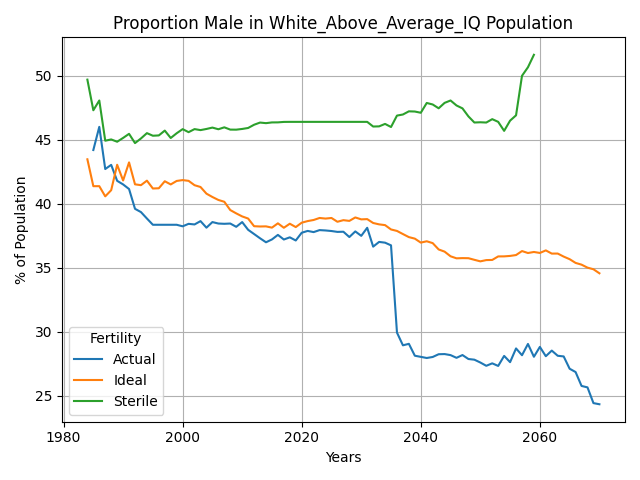 Proportion Male in White_Above_Average_IQ Population
% of Population
50
45
40
35
30
25
Fertility
Actual
Ideal
Sterile
1980
2000
2020
2040
2060
Years